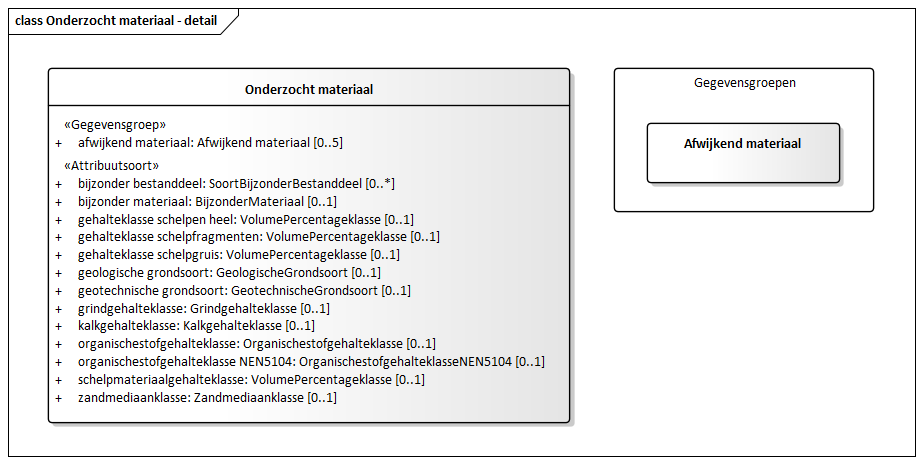 class Onderzocht materiaal - detail
Onderzocht materiaal
«Gegevensgroep»
+ afwijkend materiaal: Afwijkend materiaal [0..5]
«Attribuutsoort»
+ bijzonder bestanddeel: SoortBijzonderBestanddeel [0..*]
+ bijzonder materiaal: BijzonderMateriaal [0..1]
+ gehalteklasse schelpen heel: VolumePercentageklasse [0..1]
+ gehalteklasse schelpfragmenten: VolumePercentageklasse [0..1]
+ gehalteklasse schelpgruis: VolumePercentageklasse [0..1]
+ geologische grondsoort: GeologischeGrondsoort [0..1]
+ geotechnische grondsoort: GeotechnischeGrondsoort [0..1]
+ grindgehalteklasse: Grindgehalteklasse [0..1]
+ kalkgehalteklasse: Kalkgehalteklasse [0..1]
+ organischestofgehalteklasse: Organischestofgehalteklasse [0..1]
+ organischestofgehalteklasse NEN5104: OrganischestofgehalteklasseNEN5104 [0..1]
+ schelpmateriaalgehalteklasse: VolumePercentageklasse [0..1]
+ zandmediaanklasse: Zandmediaanklasse [0..1]
Gegevensgroepen
Afwijkend materiaal